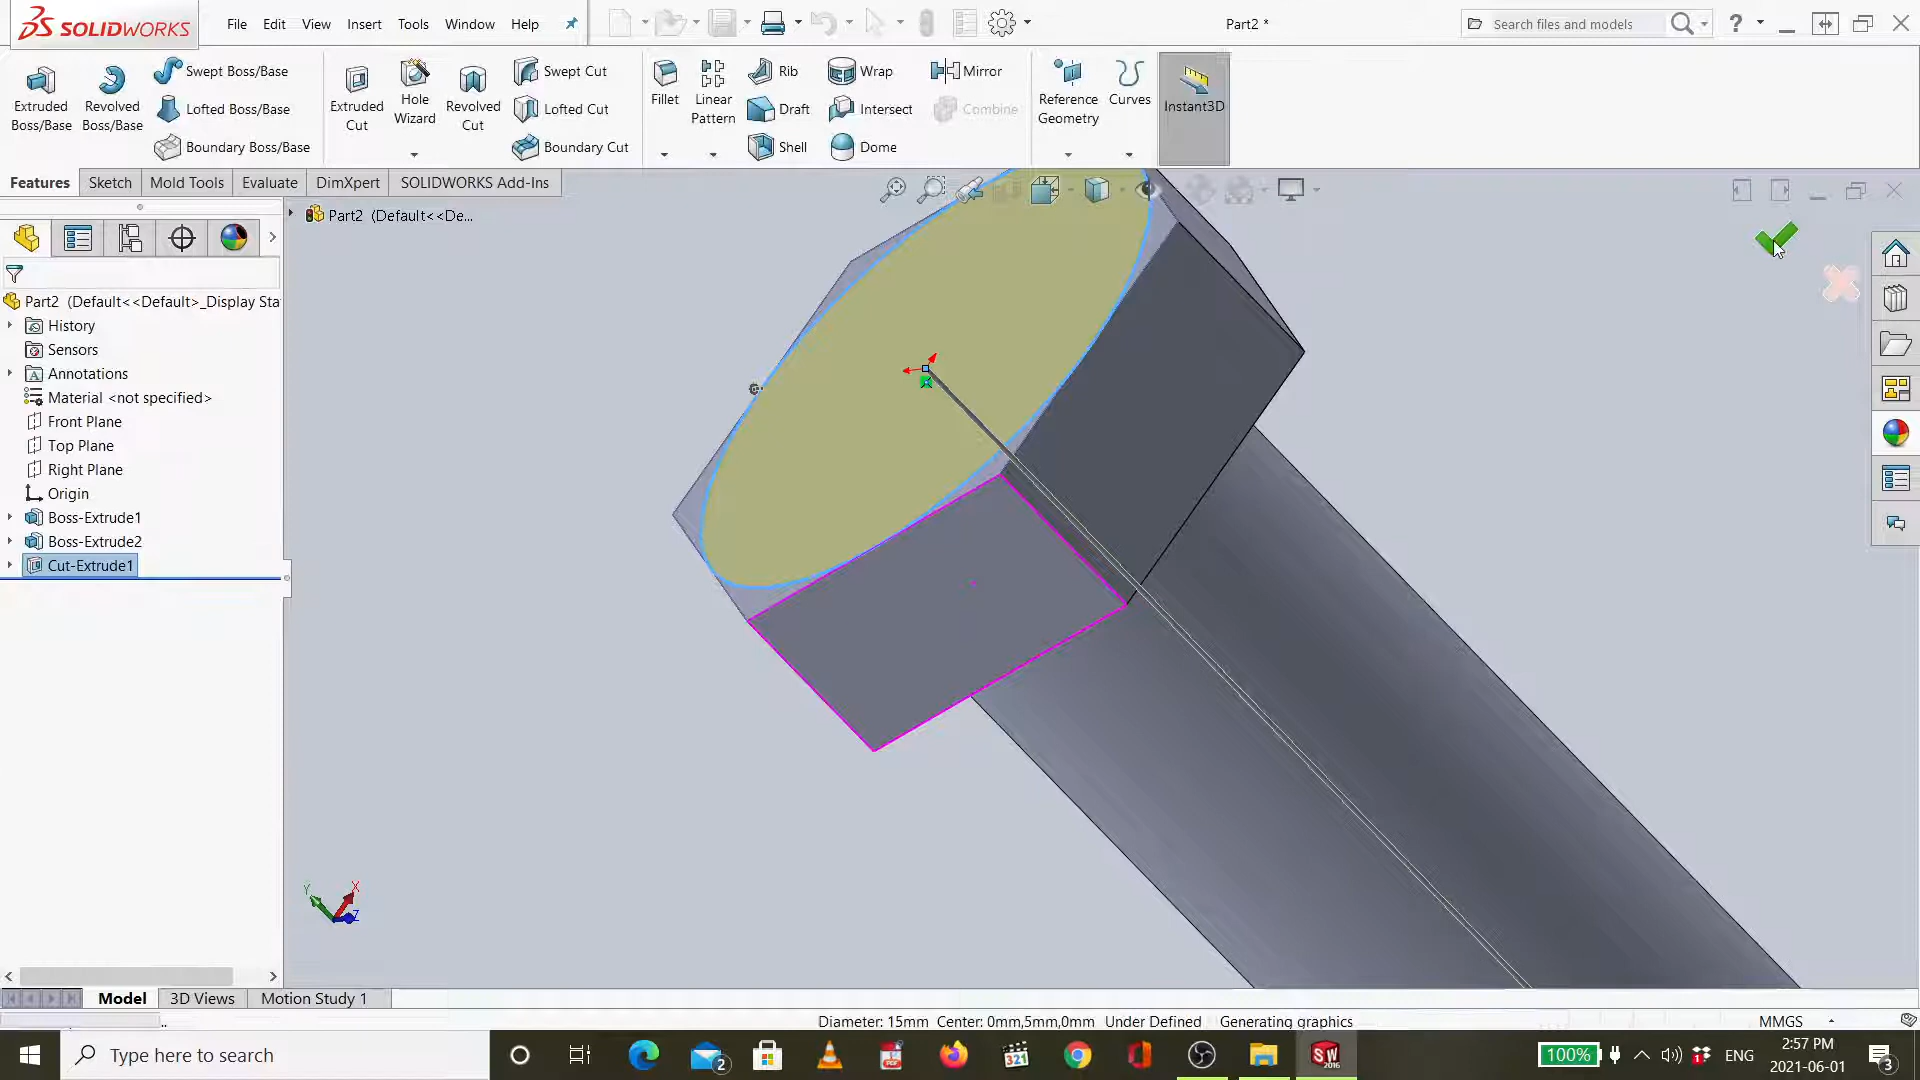 SOLIDWORKS
File Edit View Insert Tools Window Help
Part2 *
Search files and models
?
Extruded Boss/Base
Revolved Boss/Base
Swept Boss/Base
Lofted Boss/Base
Boundary Boss/Base
Extruded Cut
Hole Wizard
Revolved Cut
Swept Cut
Lofted Cut
Boundary Cut
Fillet
Linear Pattern
Rib
Draft
Shell
Wrap
Intersect
Dome
Mirror
Combine
Reference Geometry
Curves
Instant3D
Features Sketch Mold Tools Evaluate DimXpert SOLIDWORKS Add-Ins
Part2 (Default<<De...
Part2 (Default<<Default>_Display Sta
History
Sensors
Annotations
Material <not specified>
Front Plane
Top Plane
Right Plane
Origin
Boss-Extrude1
Boss-Extrude2
Cut-Extrude1
Y X Z
Model 3D Views Motion Study 1
Diameter: 15mm Center: 0mm,5mm,0mm Under Defined Generating graphics MMGS
Type here to search
2
321
SW 2016
100%
ENG
2:57 PM
2021-06-01
3